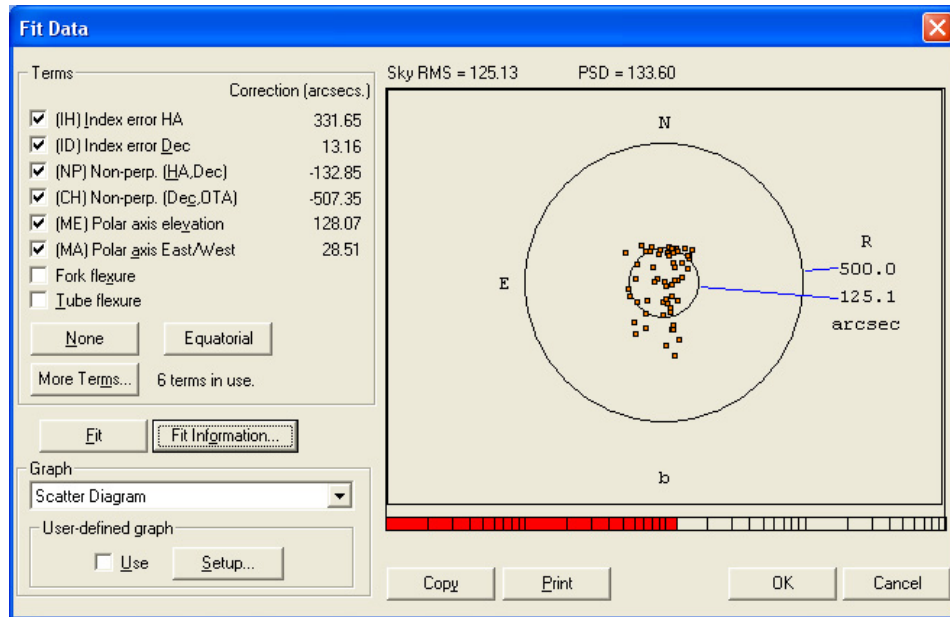 Fit Data
Terms
Correction (arcsecs.)
(IH) Index error HA 331.65
(ID) Index error Dec 13.16
(NP) Non-perp. (HA,Dec) -132.85
(CH) Non-perp. (Dec,OTA) -507.35
(ME) Polar axis elevation 128.07
(MA) Polar axis East/West 28.51
Fork flexure
Tube flexure
None Equatorial
More Terms... 6 terms in use.
Fit Fit Information...
Graph
Scatter Diagram
User-defined graph
Use Setup...
Sky RMS = 125.13 PSD = 133.60
N
R
E 500.0
125.1
arcsec
b
Copy Print OK Cancel